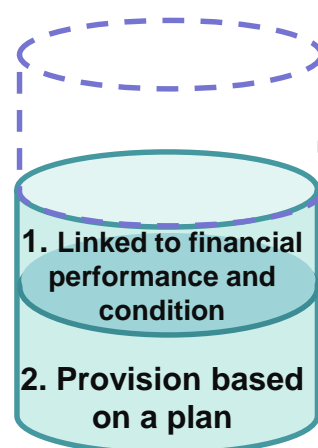 1. Linked to financial
performance and
condition
2. Provision based
on a plan